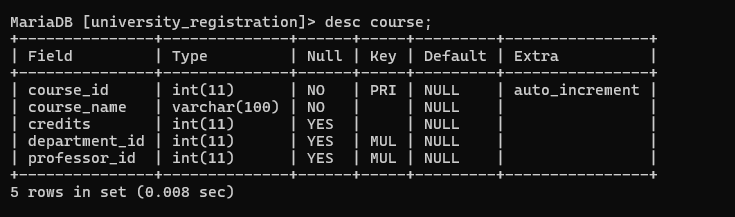 MariaDB [university_registration]> desc course;
+---------------+--------------+------+-----+---------+----------------+
| Field         | Type         | Null | Key | Default | Extra          |
+---------------+--------------+------+-----+---------+----------------+
| course_id     | int(11)      | NO   | PRI | NULL    | auto_increment |
| course_name   | varchar(100) | NO   |     | NULL    |                |
| credits       | int(11)      | YES  |     | NULL    |                |
| department_id | int(11)      | YES  | MUL | NULL    |                |
| professor_id  | int(11)      | YES  | MUL | NULL    |                |
+---------------+--------------+------+-----+---------+----------------+
5 rows in set (0.008 sec)